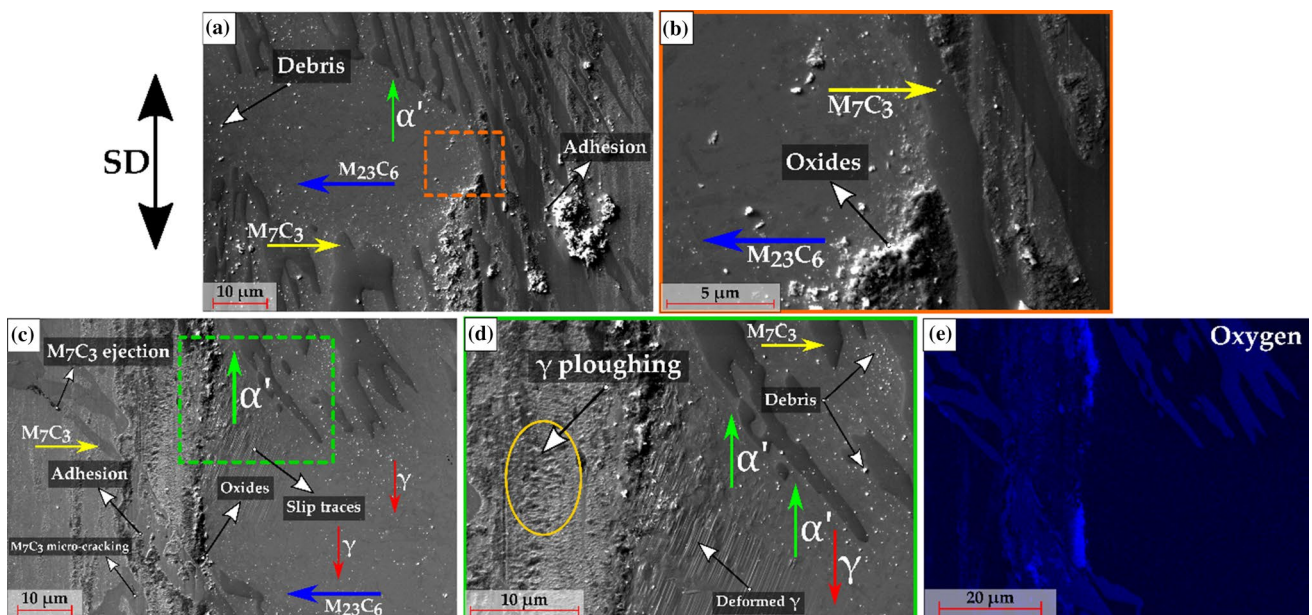 SD
(a)
Debris
α'
Adhesion
M23C6
M7C3
10 μm
(b)
M7C3
Oxides
M23C6
5 μm
(c)
M7C3 ejection
α'
M7C3
Adhesion
Oxides
Slip traces
γ
γ
M7C3 micro-cracking
M23C6
10 μm
(d)
M7C3
γ ploughing
Debris
α'
α'
γ
Deformed γ
10 μm
(e)
Oxygen
20 μm